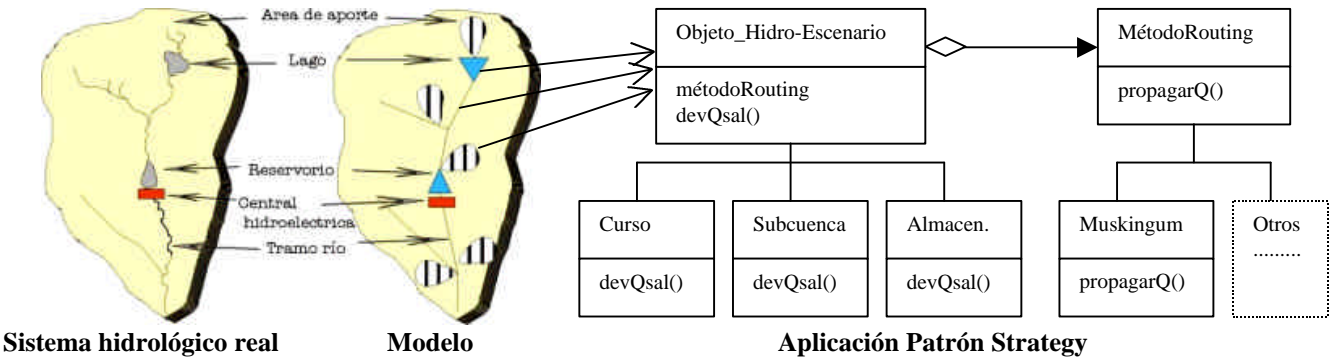 Area de aporte
Lago
Reservorio
Central
hidroelectrica
Tramo río
Objeto_Hidro-Escenario
métodoRouting
devQsal()
MétodoRouting
propagarQ()
Curso
devQsal()
Subcuenca
devQsal()
Almacen.
devQsal()
Muskingum
propagarQ()
Otros
.........
Sistema hidrológico real
Modelo
Aplicación Patrón Strategy